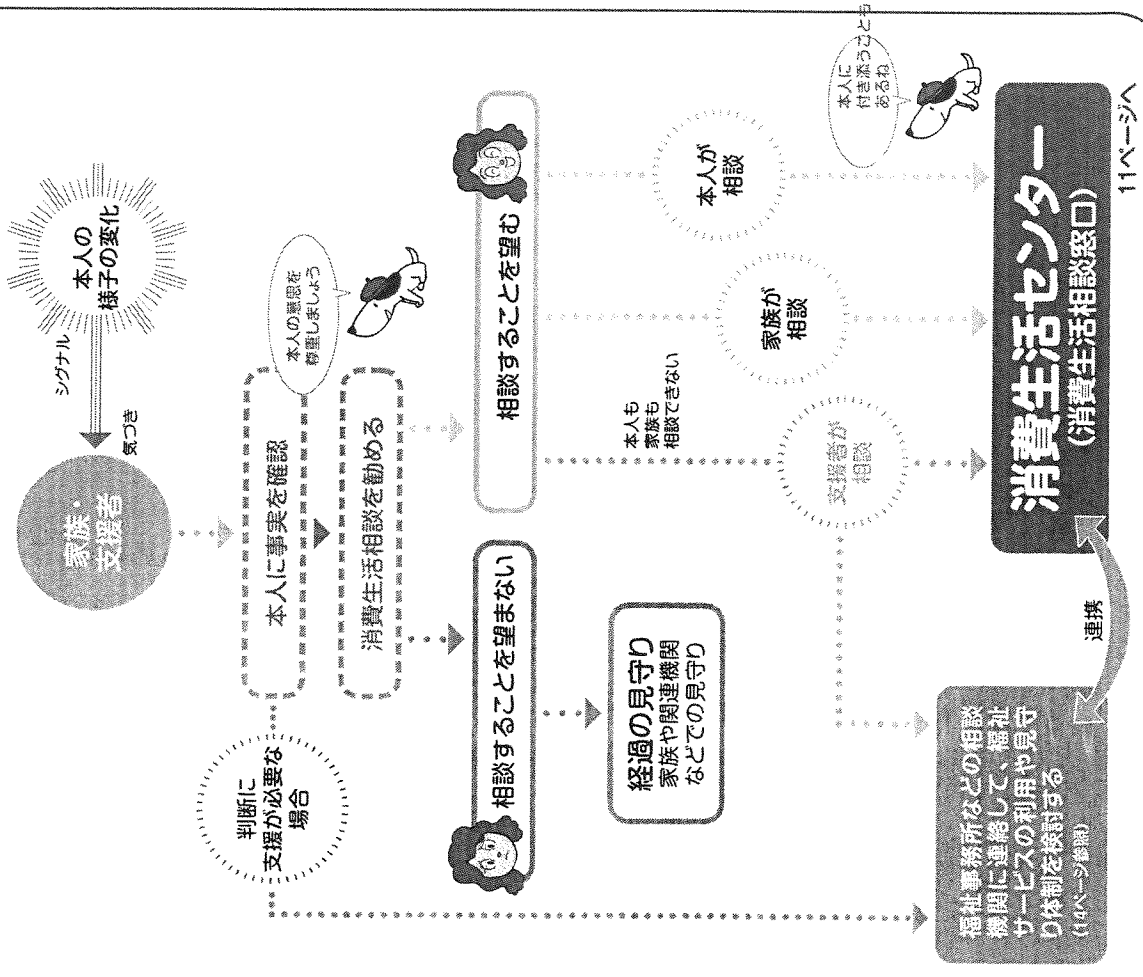 本人の
様子の変化
シグナル
気づき
家族・
支援者
本人に事実を確認
本人の意思を
尊重しましょう
消費生活相談を勧める
判断に
支援が必要な
場合
相談することを望まない
相談することを望む
経過の見守り
家族や関連機関
などでの見守り
本人も
家族も
相談できない
支援者が
相談
家族が
相談
本人が
相談
本人に
付き添うことも
あるね
福祉事務所などの相談
機関に連絡して、福祉
サービスの利用や見守
り体制を検討する
(14ページ参照)
連携
消費生活センター
(消費生活相談窓口)
11ページへ